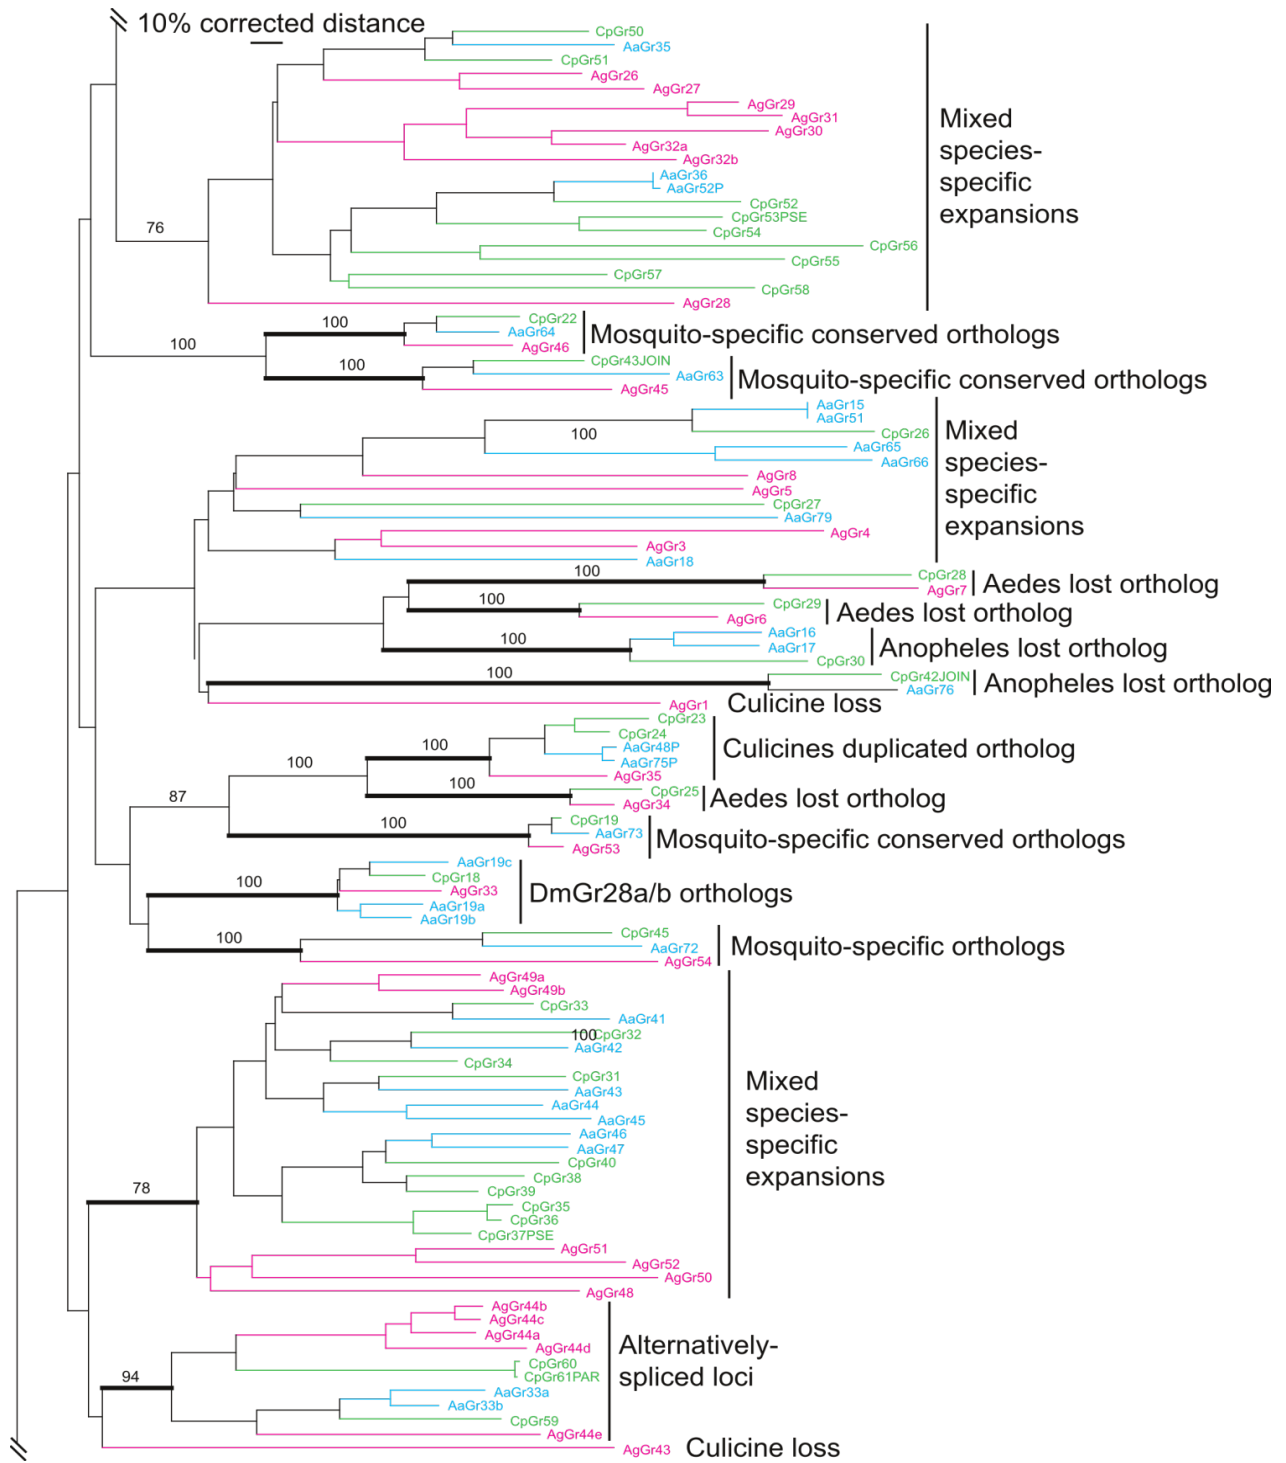 10% corrected distance
CpGr50
AaGr35
CpGr51
AgGr26
AgGr27
AgGr29
AgGr31
AgGr30
AgGr32a
AgGr32b
AaGr36
AaGr52P
CpGr52
CpGr53PSE
CpGr54
CpGr56
CpGr55
CpGr57
CpGr58
AgGr28
Mixed
species-
specific
expansions
76
100
100
CpGr22
AaGr64
AgGr46
Mosquito-specific conserved orthologs
100
CpGr43JOIN
AaGr63
AgGr45
Mosquito-specific conserved orthologs
AaGr15
AaGr51
100
CpGr26
AaGr65
AaGr66
AgGr8
AgGr5
CpGr27
AaGr79
AgGr4
AgGr3
AaGr18
Mixed
species-
specific
expansions
100
CpGr28
AgGr7
Aedes lost ortholog
100
CpGr29
AgGr6
Aedes lost ortholog
100
AaGr16
AaGr17
CpGr30
Anopheles lost ortholog
100
CpGr42JOIN
AaGr76
Anopheles lost ortholog
AgGr1
Culicine loss
87
100
100
CpGr23
CpGr24
AaGr48P
AaGr75P
AgGr35
Culicines duplicated ortholog
100
CpGr25
AgGr34
Aedes lost ortholog
100
CpGr19
AaGr73
AgGr53
Mosquito-specific conserved orthologs
100
AaGr19c
CpGr18
AgGr33
AaGr19a
AaGr19b
DmGr28a/b orthologs
100
CpGr45
AaGr72
AgGr54
Mosquito-specific orthologs
78
AgGr49a
AgGr49b
CpGr33
AaGr41
100
CpGr32
AaGr42
CpGr34
CpGr31
AaGr43
AaGr44
AaGr45
AaGr46
AaGr47
CpGr40
CpGr38
CpGr39
CpGr35
CpGr36
CpGr37PSE
AgGr51
AgGr52
AgGr50
AgGr48
Mixed
species-
specific
expansions
94
AgGr44b
AgGr44c
AgGr44a
AgGr44d
CpGr60
CpGr61PAR
AaGr33a
AaGr33b
CpGr59
AgGr44e
Alternatively-
spliced loci
AgGr43
Culicine loss